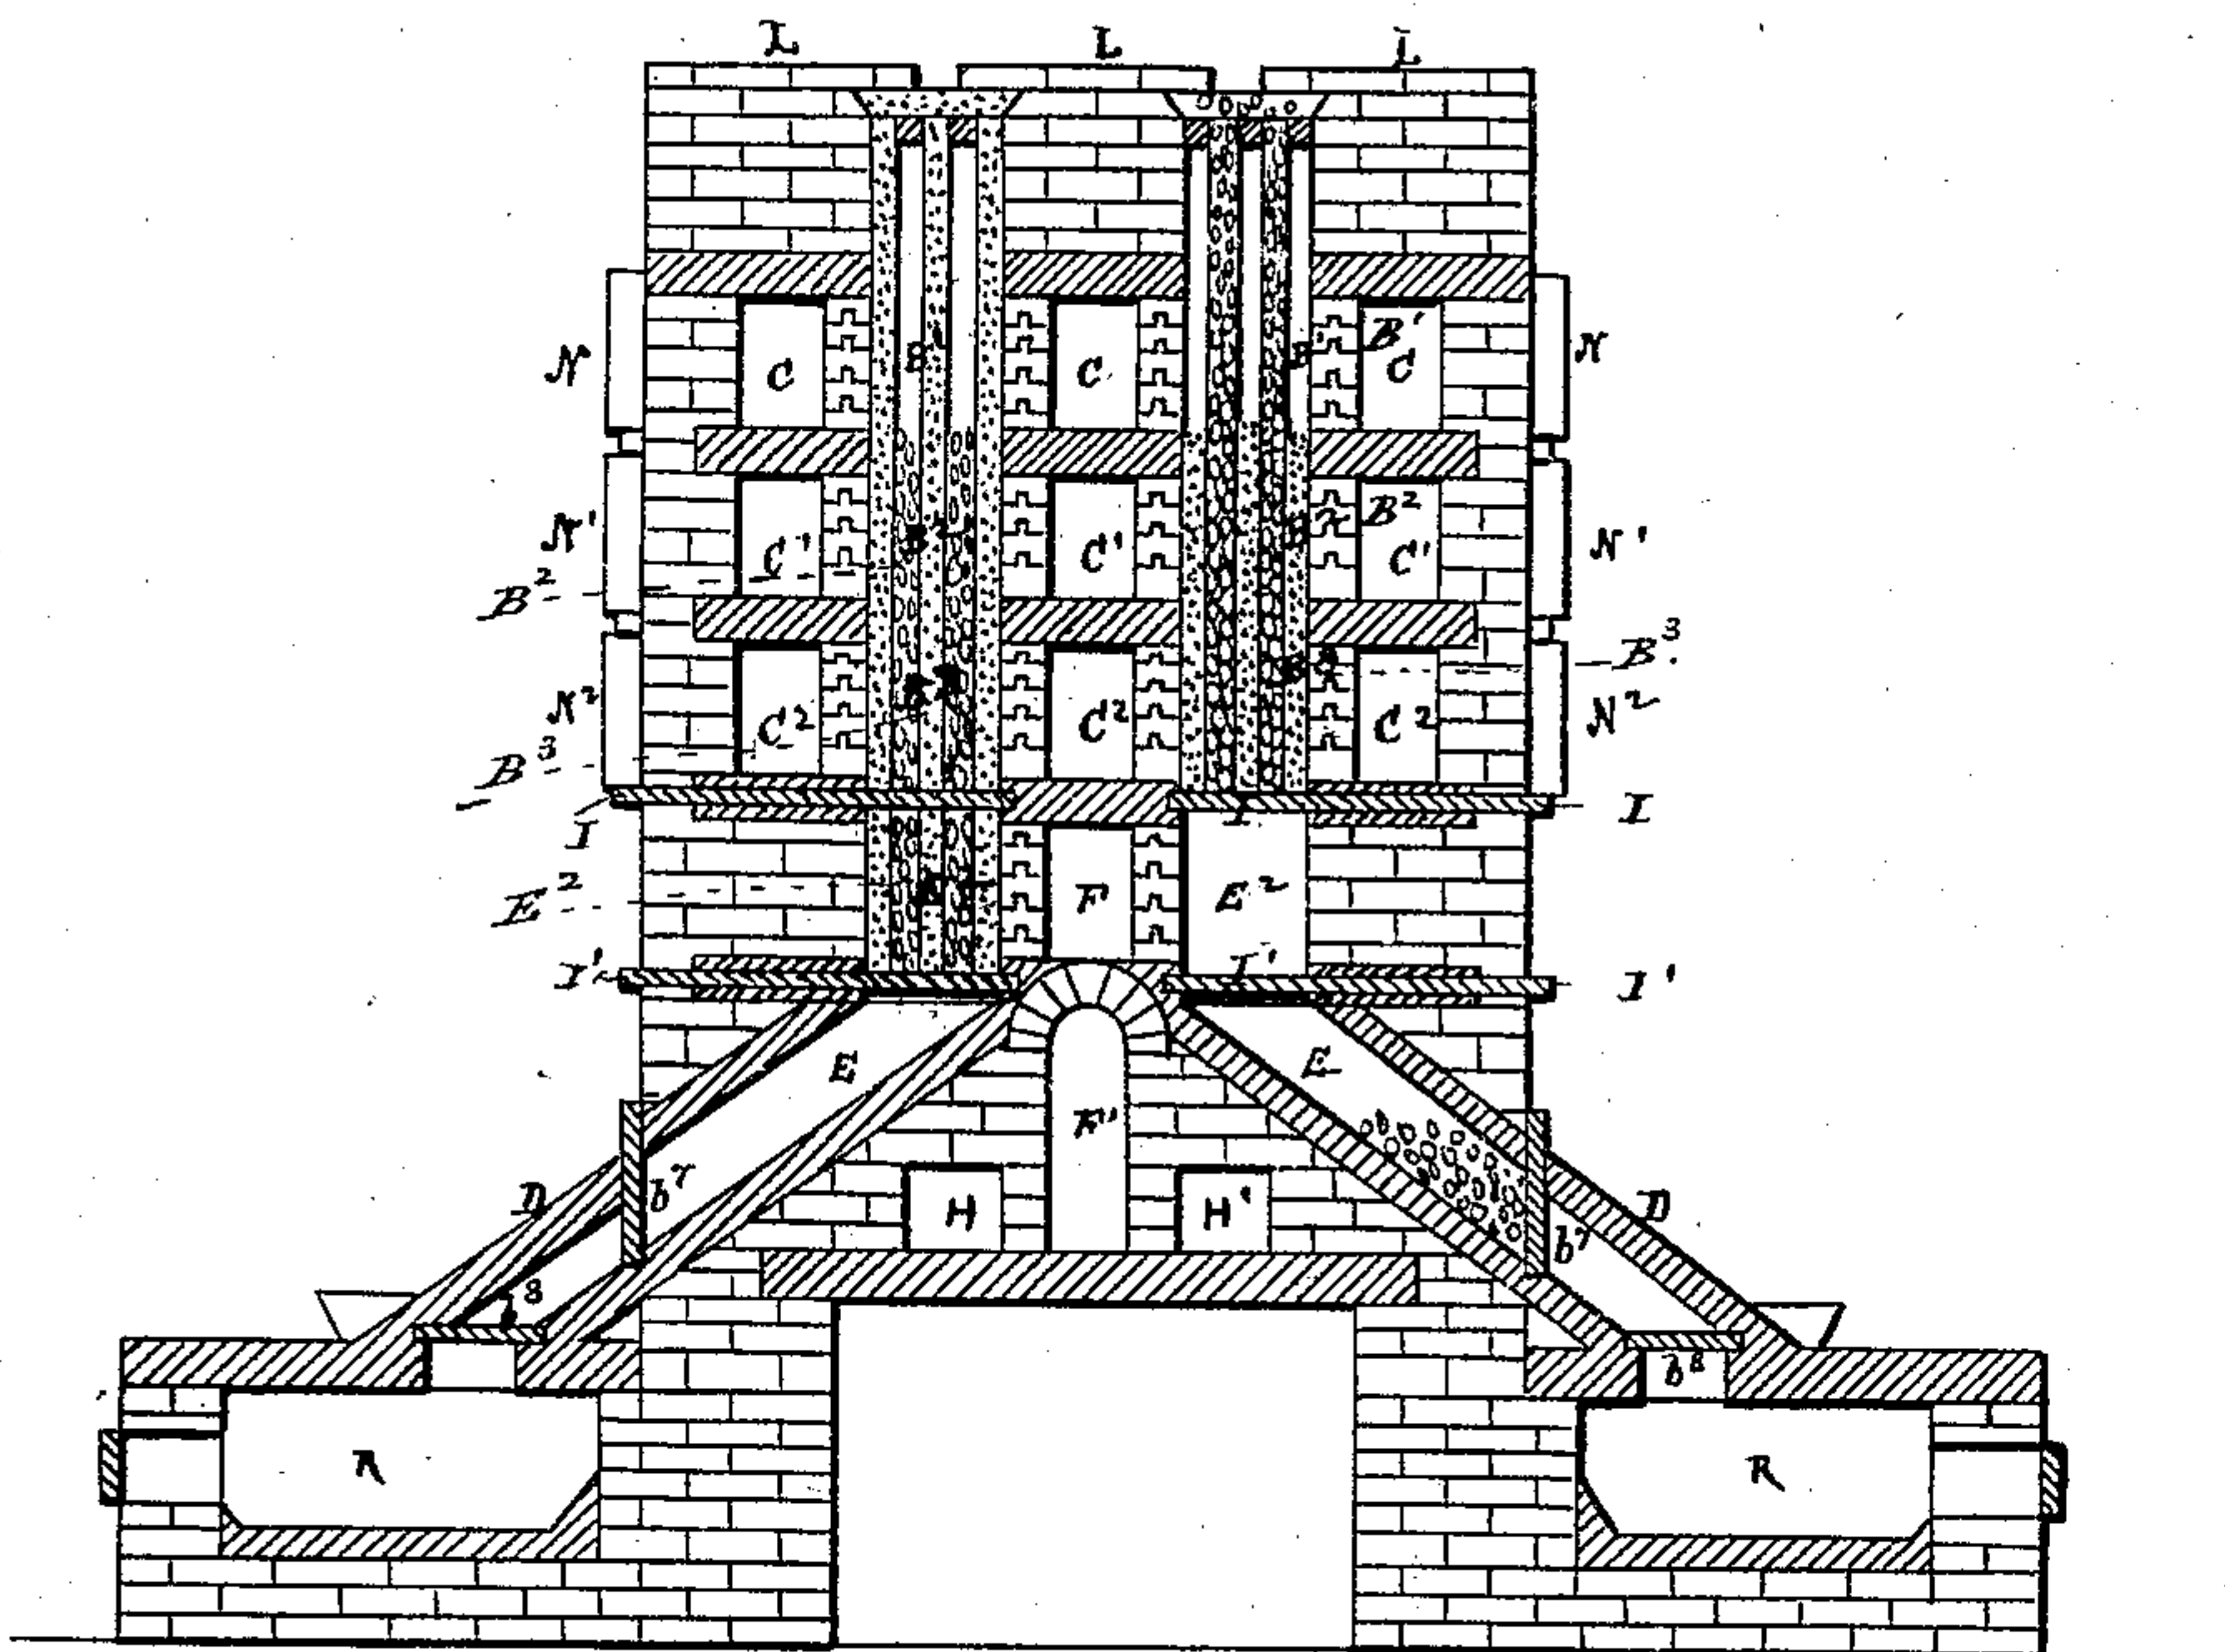 L L L
N C C B' C N
N' C' C' B² C' N'
B²
B³
N² C² C² C² N²
B³
I I I
E² F E²
I' I' I'
E E
F'
D b⁷ H H' b⁷ D
b⁸ b⁸
R R